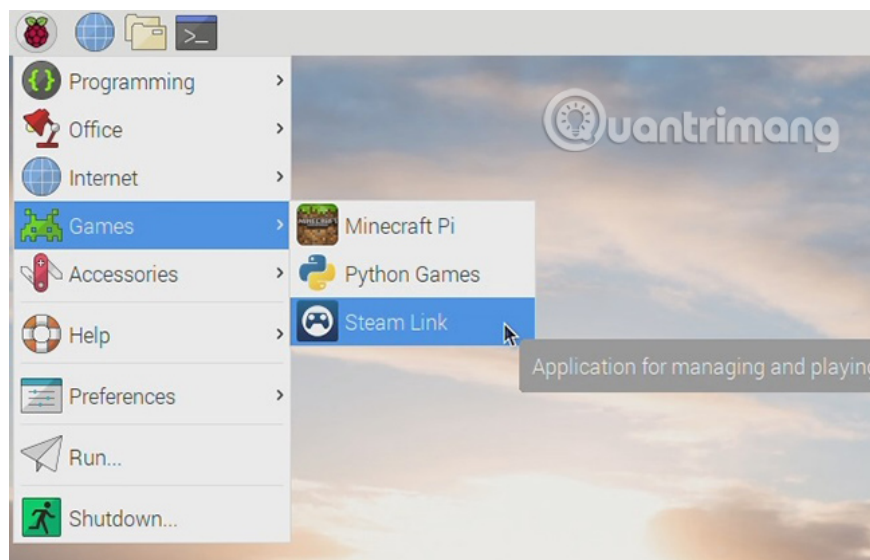 >_
Quantrimang
Programming
Office
Internet
Games
Minecraft Pi
Accessories
Python Games
Steam Link
Help
Application for managing and playing
Preferences
Run...
Shutdown...